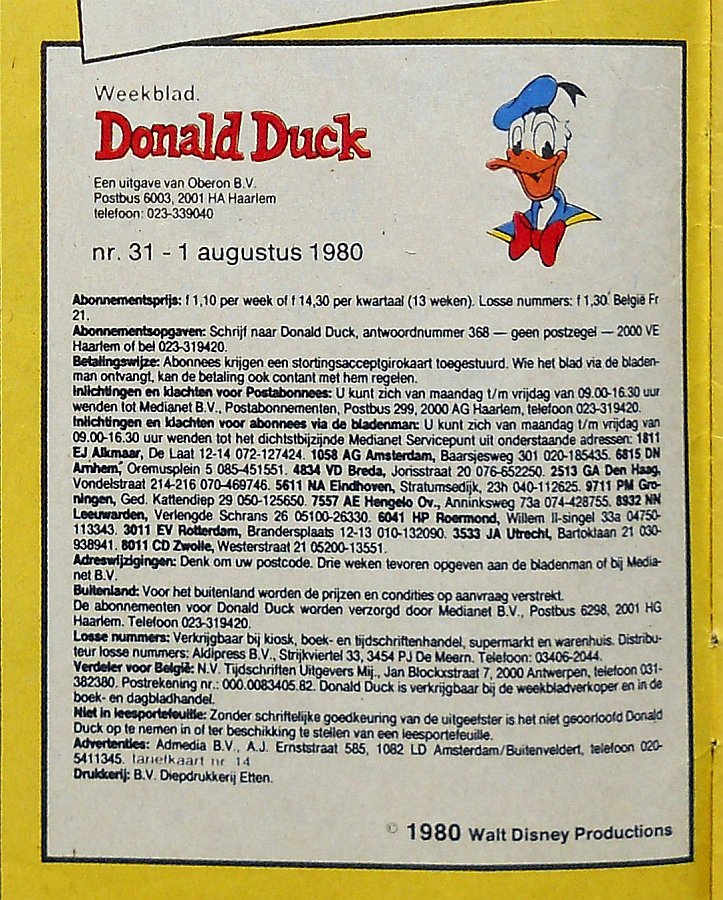 Weekblad.
Donald Duck
Een uitgave van Oberon B.V.
Postbus 6003, 2001 HA Haarlem
telefoon: 023-339040
nr. 31 - 1 augustus 1980
Abonnementsprijs: f 1,10 per week of f 14,30 per kwartaal (13 weken). Losse nummers: f 1,30. België Fr
21.
Abonnementsopgaven: Schrijf naar Donald Duck, antwoordnummer 368 — geen postzegel — 2000 VE
Haarlem of bel 023-319420.
Betalingswijze: Abonnees krijgen een stortingsacceptgirokaart toegestuurd. Wie het blad via de bladen-
man ontvangt, kan de betaling ook contant met hem regelen.
Inlichtingen en klachten voor Postabonnees: U kunt zich van maandag t/m vrijdag van 09.00-16.30 uur
wenden tot Medianet B.V., Postabonnementen, Postbus 299, 2000 AG Haarlem, telefoon 023-319420.
Inlichtingen en klachten voor abonnees via de bladenman: U kunt zich van maandag t/m vrijdag van
09.00-16.30 uur wenden tot het dichtstbijzijnde Medianet Servicepunt uit onderstaande adressen: 1811
EJ Alkmaar, De Laat 12-14 072-127424. 1058 AG Amsterdam, Baarsjesweg 301 020-185435. 6815 DN
Arnhem, Oremusplein 5 085-451551. 4834 VD Breda, Jorisstraat 20 076-652250. 2513 GA Den Haag,
Vondelstraat 214-216 070-469746. 5611 NA Eindhoven, Stratumsedijk, 23h 040-112625. 9711 PM Gro-
ningen, Ged. Kattendiep 29 050-125650. 7557 AE Hengelo Ov., Anninksweg 73a 074-428755. 8932 NN
Leeuwarden, Verlengde Schrans 26 05100-26330. 6041 HP Roermond, Willem II-singel 33a 04750-
113343. 3011 EV Rotterdam, Brandersplaats 12-13 010-132090. 3533 JA Utrecht, Bartoklaan 21 030-
938941. 8011 CD Zwolle, Westerstraat 21 05200-13551.
Adreswijzigingen: Denk om uw postcode. Drie weken tevoren opgeven aan de bladenman of bij Media-
net B.V.
Buitenland: Voor het buitenland worden de prijzen en condities op aanvraag verstrekt.
De abonnementen voor Donald Duck worden verzorgd door Medianet B.V., Postbus 6298, 2001 HG
Haarlem. Telefoon 023-319420.
Losse nummers: Verkrijgbaar bij kiosk, boek- en tijdschriftenhandel, supermarkt en warenhuis. Distribu-
teur losse nummers: Aldipress B.V., Strijkviertel 33, 3454 PJ De Meern. Telefoon: 03406-2044.
Verdeler voor België: N.V. Tijdschriften Uitgevers Mij., Jan Blockxstraat 7, 2000 Antwerpen, telefoon 031-
382380. Postrekening nr.: 000.0083405.82. Donald Duck is verkrijgbaar bij de weekbladverkoper en in de
boek- en dagbladhandel.
Niet in leesportefeuille: Zonder schriftelijke goedkeuring van de uitgeefster is het niet geoorloofd Donald
Duck op te nemen in of ter beschikking te stellen van een leesportefeuille.
Advertenties: Admedia B.V., A.J. Ernststraat 585, 1082 LD Amsterdam/Buitenveldert, telefoon 020-
5411345. tariefkaart nr 14
Drukkerij: B.V. Diepdrukkerij Etten.
© 1980 Walt Disney Productions